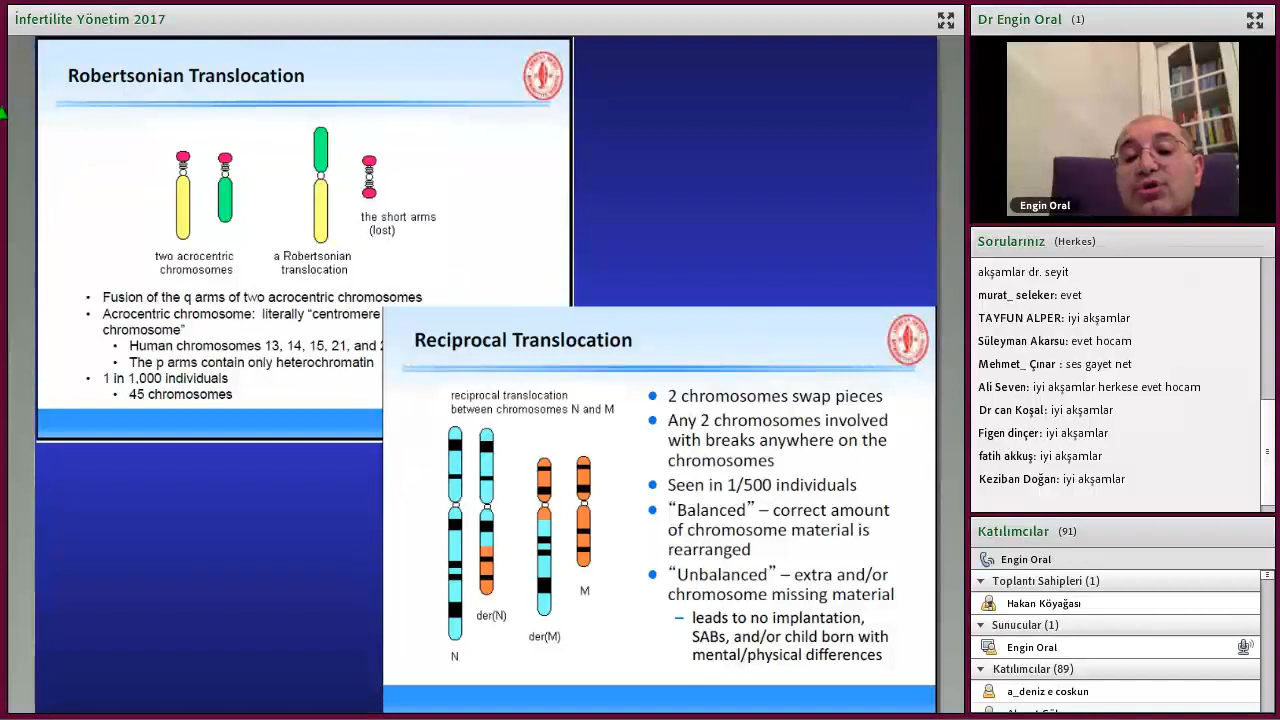 İnfertilite Yönetim 2017
Robertsonian Translocation
the short arms
(lost)
two acrocentric
chromosomes
a Robertsonian
translocation
• Fusion of the q arms of two acrocentric chromosomes
• Acrocentric chromosome: literally "centromere
chromosome"
• Human chromosomes 13, 14, 15, 21, and
• The p arms contain only heterochromatin
• 1 in 1,000 individuals
• 45 chromosomes
Reciprocal Translocation
reciprocal translocation
between chromosomes N and M
N
der(N)
der(M)
M
• 2 chromosomes swap pieces
• Any 2 chromosomes involved
with breaks anywhere on the
chromosomes
• Seen in 1/500 individuals
• "Balanced" – correct amount
of chromosome material is
rearranged
• "Unbalanced" – extra and/or
chromosome missing material
– leads to no implantation,
SABs, and/or child born with
mental/physical differences
Dr Engin Oral (1)
Engin Oral
Sorularınız (Herkes)
akşamlar dr. seyit
murat_ seleker: evet
TAYFUN ALPER: iyi akşamlar
Süleyman Akarsu: evet hocam
Mehmet_ Çınar : ses gayet net
Ali Seven: iyi akşamlar herkese evet hocam
Dr can Koşal: iyi akşamlar
Figen dinçer: iyi akşamlar
fatih akkuş: iyi akşamlar
Keziban Doğan: iyi akşamlar
Katılımcılar (91)
Engin Oral
Toplantı Sahipleri (1)
Hakan Köyağası
Sunucular (1)
Engin Oral
Katılımcılar (89)
a_deniz e coskun